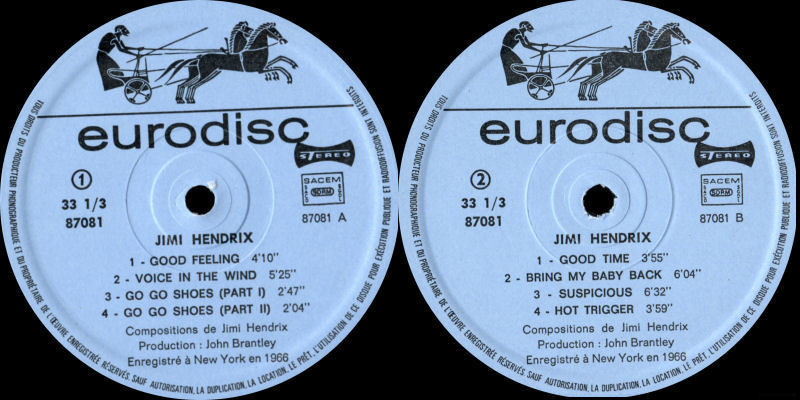 eurodisc
STEREO
1
SACEM
SACD
SDRM
SGDL
33 1/3
87081
87081 A
JIMI HENDRIX
1 - GOOD FEELING 4'10''
2 - VOICE IN THE WIND 5'25''
3 - GO GO SHOES (PART I) 2'47''
4 - GO GO SHOES (PART II) 2'04''
Compositions de Jimi Hendrix
Production : John Brantley
Enregistré à New York en 1966
TOUS DROITS DU PRODUCTEUR PHONOGRAPHIQUE ET DU PROPRIÉTAIRE DE L'ŒUVRE ENREGISTRÉE RÉSERVÉS. SAUF AUTORISATION, LA DUPLICATION, LA LOCATION, LE PRÊT, L'UTILISATION DE CE DISQUE POUR EXÉCUTION PUBLIQUE ET RADIODIFFUSION SONT INTERDITS
eurodisc
STEREO
2
SACEM
SACD
SDRM
SGDL
33 1/3
87081
87081 B
JIMI HENDRIX
1 - GOOD TIME 3'55''
2 - BRING MY BABY BACK 6'04''
3 - SUSPICIOUS 6'32''
4 - HOT TRIGGER 3'59''
Compositions de Jimi Hendrix
Production : John Brantley
Enregistré à New York en 1966
TOUS DROITS DU PRODUCTEUR PHONOGRAPHIQUE ET DU PROPRIÉTAIRE DE L'ŒUVRE ENREGISTRÉE RÉSERVÉS. SAUF AUTORISATION, LA DUPLICATION, LA LOCATION, LE PRÊT, L'UTILISATION DE CE DISQUE POUR EXÉCUTION PUBLIQUE ET RADIODIFFUSION SONT INTERDITS